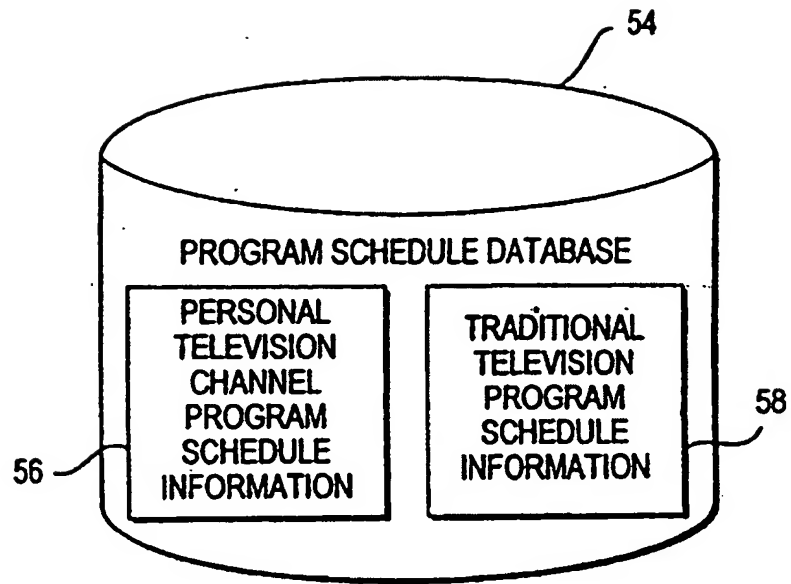 54
PROGRAM SCHEDULE DATABASE
PERSONAL
TELEVISION
CHANNEL
PROGRAM
SCHEDULE
INFORMATION
56
TRADITIONAL
TELEVISION
PROGRAM
SCHEDULE
INFORMATION
58